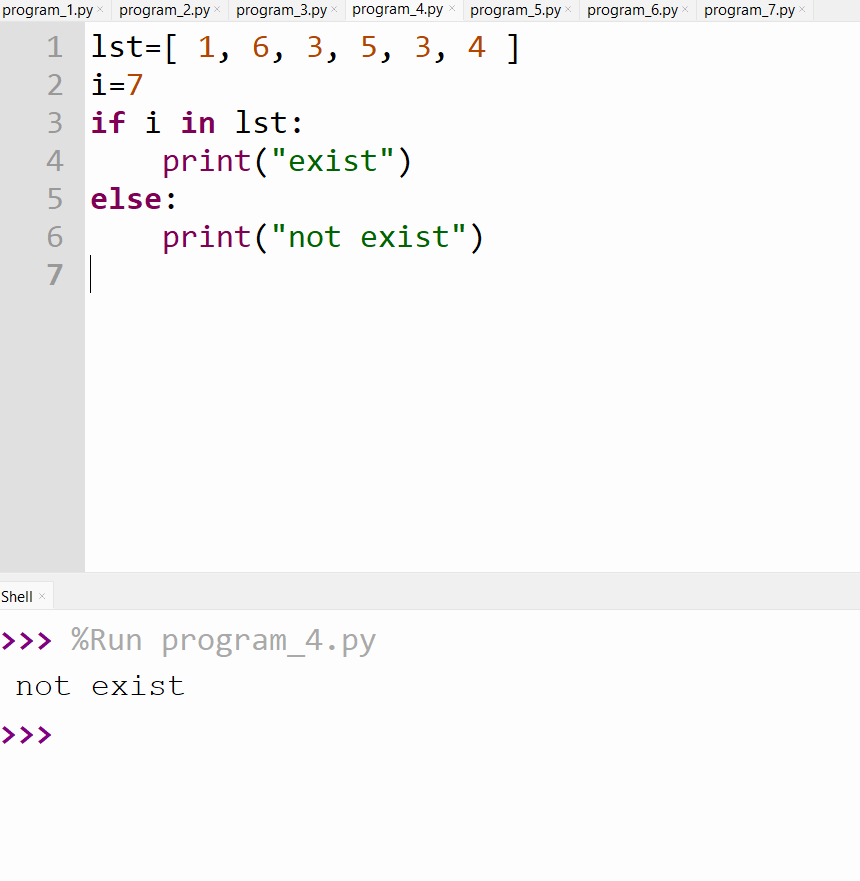 program_1.py × program_2.py × program_3.py × program_4.py × program_5.py × program_6.py × program_7.py ×
1 lst=[ 1, 6, 3, 5, 3, 4 ]
2 i=7
3 if i in lst:
4     print("exist")
5 else:
6     print("not exist")
7
Shell ×
>>> %Run program_4.py
not exist
>>>